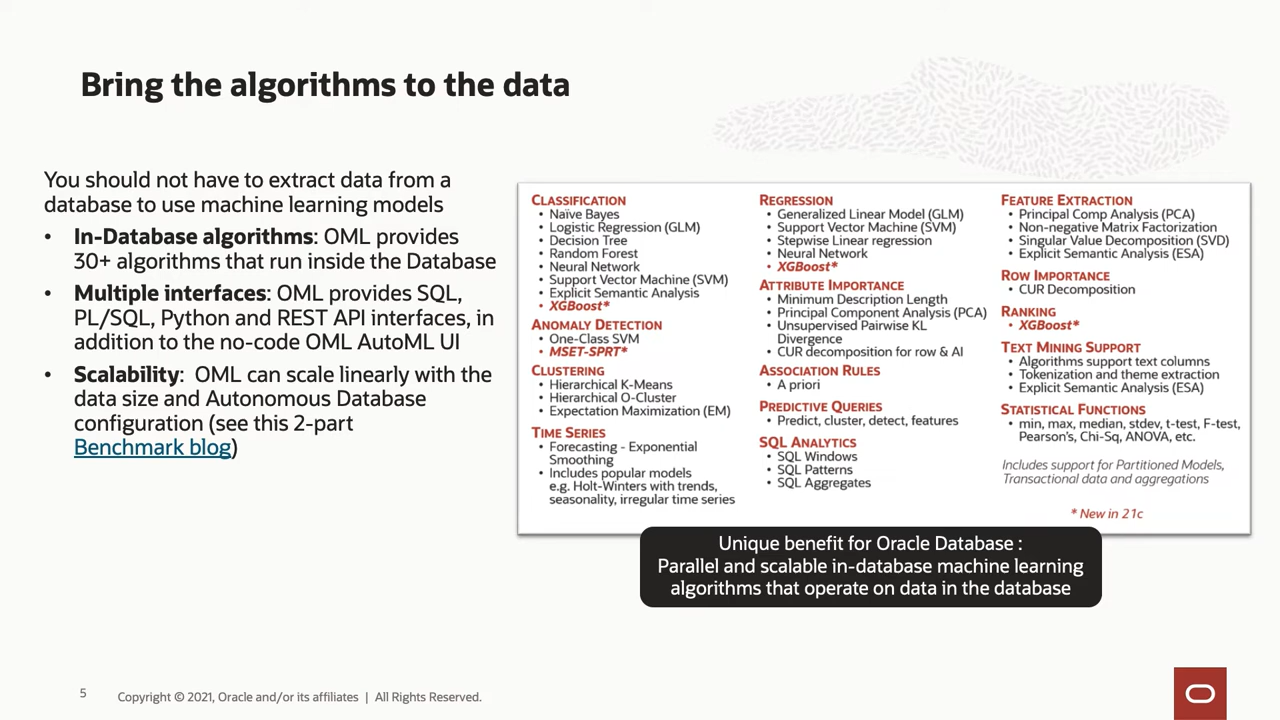 Bring the algorithms to the data
You should not have to extract data from a
database to use machine learning models
• In-Database algorithms: OML provides
30+ algorithms that run inside the Database
• Multiple interfaces: OML provides SQL,
PL/SQL, Python and REST API interfaces, in
addition to the no-code OML AutoML UI
• Scalability: OML can scale linearly with the
data size and Autonomous Database
configuration (see this 2-part
Benchmark blog)
CLASSIFICATION
• Naïve Bayes
• Logistic Regression (GLM)
• Decision Tree
• Random Forest
• Neural Network
• Support Vector Machine (SVM)
• Explicit Semantic Analysis
• XGBoost*
ANOMALY DETECTION
• One-Class SVM
• MSET-SPRT*
CLUSTERING
• Hierarchical K-Means
• Hierarchical O-Cluster
• Expectation Maximization (EM)
TIME SERIES
• Forecasting - Exponential
Smoothing
• Includes popular models
e.g. Holt-Winters with trends,
seasonality, irregular time series
REGRESSION
• Generalized Linear Model (GLM)
• Support Vector Machine (SVM)
• Stepwise Linear regression
• Neural Network
• XGBoost*
ATTRIBUTE IMPORTANCE
• Minimum Description Length
• Principal Component Analysis (PCA)
• Unsupervised Pairwise KL
Divergence
• CUR decomposition for row & AI
ASSOCIATION RULES
• A priori
PREDICTIVE QUERIES
• Predict, cluster, detect, features
SQL ANALYTICS
• SQL Windows
• SQL Patterns
• SQL Aggregates
FEATURE EXTRACTION
• Principal Comp Analysis (PCA)
• Non-negative Matrix Factorization
• Singular Value Decomposition (SVD)
• Explicit Semantic Analysis (ESA)
ROW IMPORTANCE
• CUR Decomposition
RANKING
• XGBoost*
TEXT MINING SUPPORT
• Algorithms support text columns
• Tokenization and theme extraction
• Explicit Semantic Analysis (ESA)
STATISTICAL FUNCTIONS
• min, max, median, stdev, t-test, F-test,
Pearson's, Chi-Sq, ANOVA, etc.
Includes support for Partitioned Models,
Transactional data and aggregations
* New in 21c
Unique benefit for Oracle Database :
Parallel and scalable in-database machine learning
algorithms that operate on data in the database
5 Copyright © 2021, Oracle and/or its affiliates | All Rights Reserved.